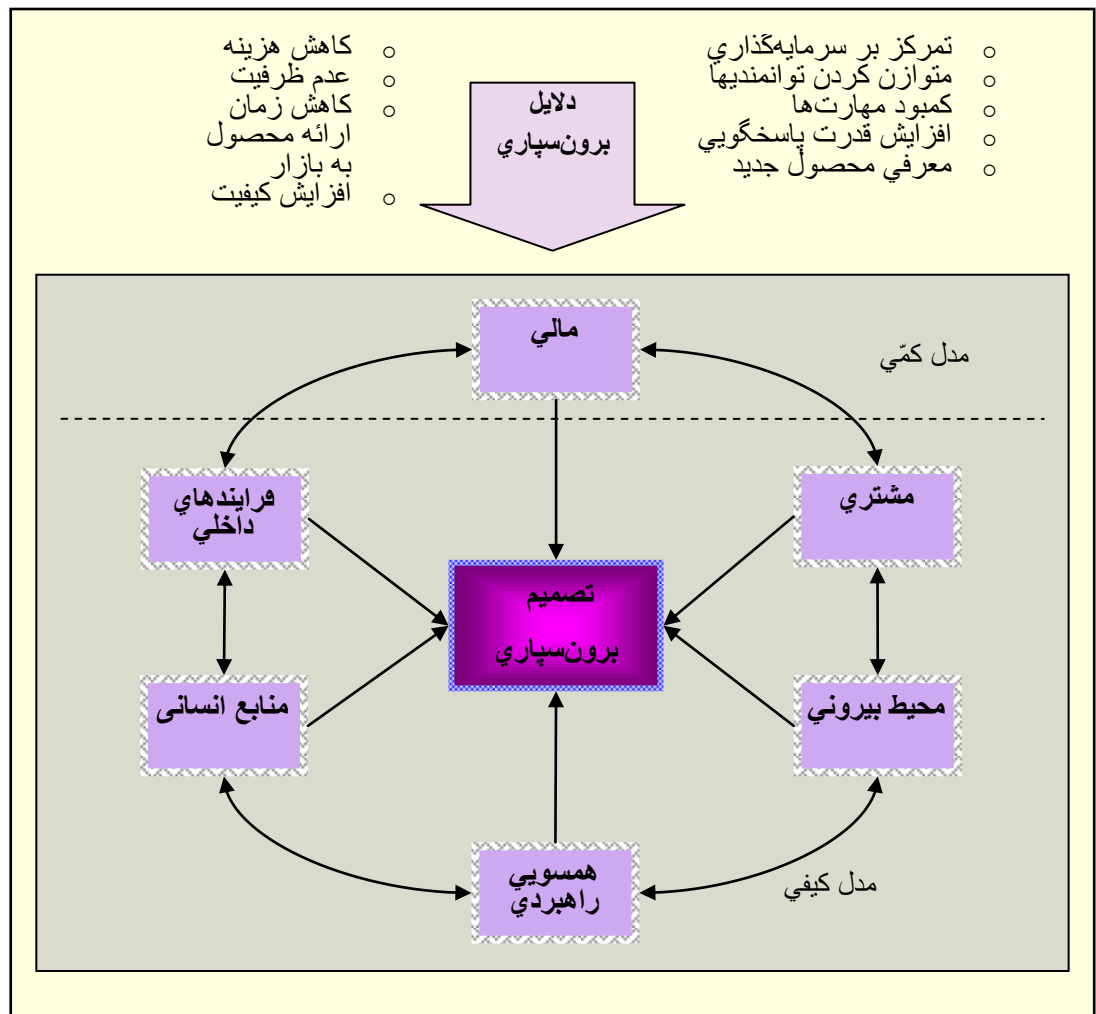 تمركز بر سرمايه‌گذاري
متوازن كردن توانمنديها
كمبود مهارت‌ها
افزايش قدرت پاسخگويي
معرفي محصول جديد
دلايل
برون‌سپاري
كاهش هزينه
عدم ظرفيت
كاهش زمان
ارائه محصول
به بازار
افزايش كيفيت
مالي
مدل كمّي
مشتري
فرايندهاي
داخلي
تصميم
برون‌سپاري
محيط بيروني
منابع انسانى
همسويي
راهبردي
مدل كيفي